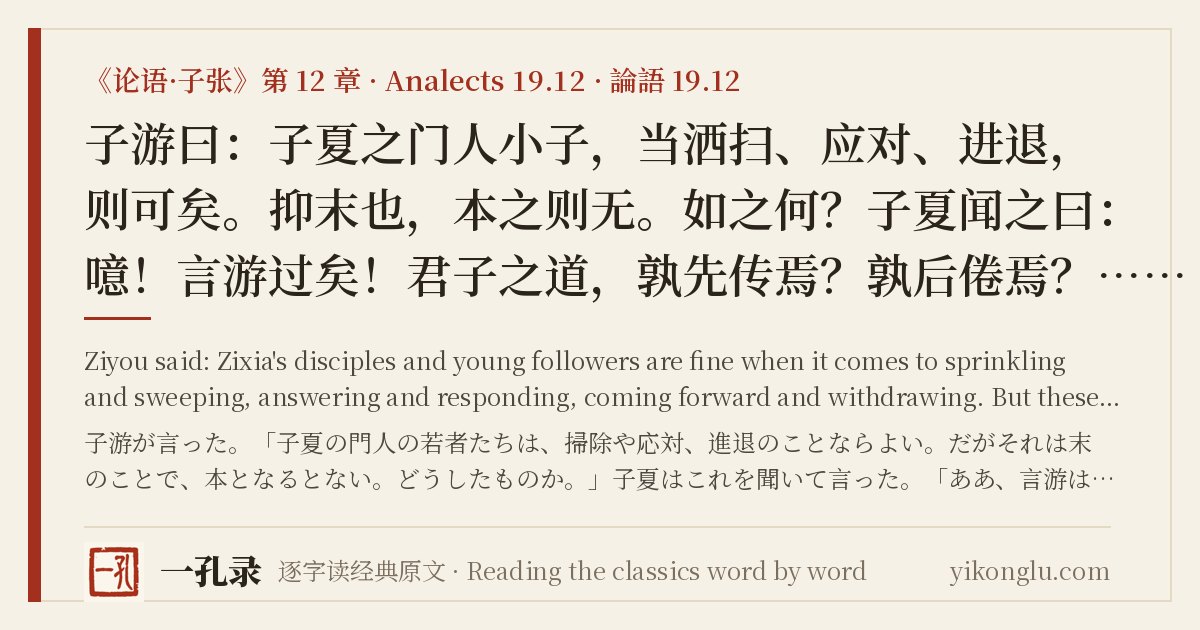 《论语·子张》第 12 章 · Analects 19.12 · 論語 19.12
子游曰：子夏之门人小子，当洒扫、应对、进退，
则可矣。抑末也，本之则无。如之何？子夏闻之曰：
噫！言游过矣！君子之道，孰先传焉？孰后倦焉？……
Ziyou said: Zixia's disciples and young followers are fine when it comes to sprinkling
and sweeping, answering and responding, coming forward and withdrawing. But these...
子游が言った。「子夏の門人の若者たちは、掃除や応対、進退のことならよい。だがそれは末
のことで、本となるとない。どうしたものか。」子夏はこれを聞いて言った。「ああ、言游は…
一孔
一孔录 逐字读经典原文 · Reading the classics word by word yikonglu.com